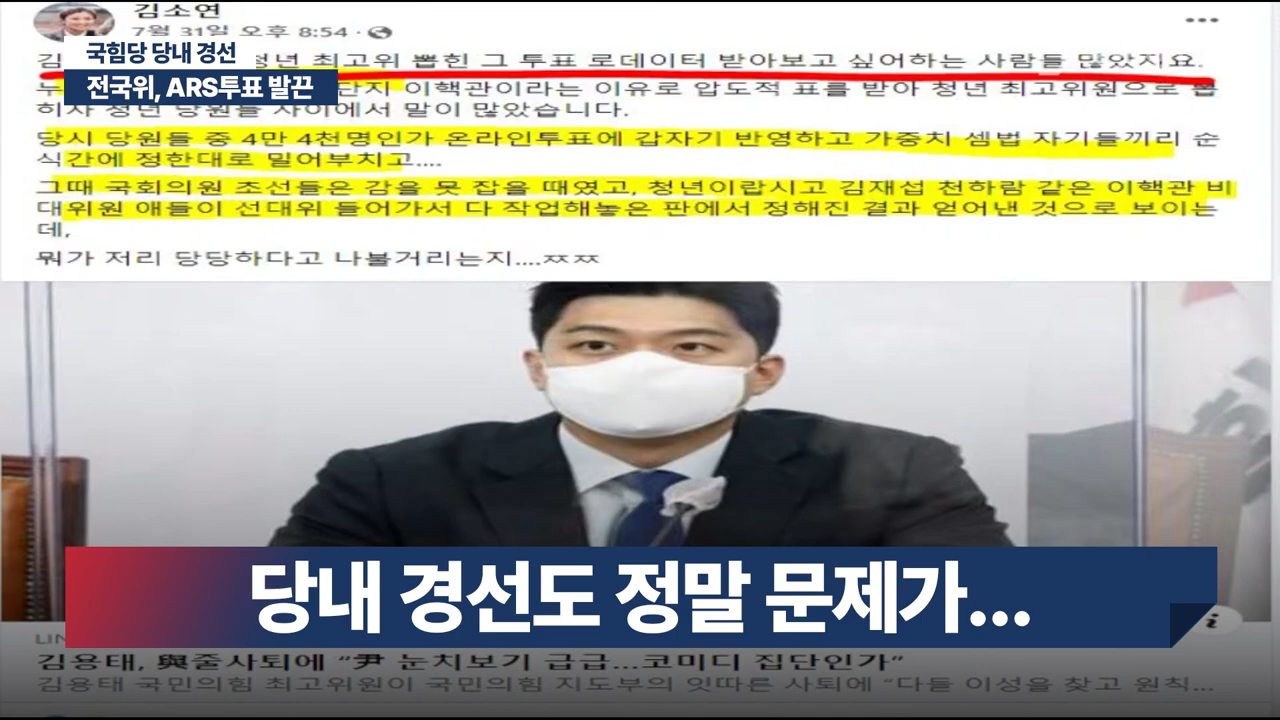 김소연
7월 31일 오후 8:54
국힘당 당내 경선
전국위, ARS투표 발끈
김 청년 최고위 뽑힌 그 투표 로데이터 받아보고 싶어하는 사람들 많았지요.
단지 이핵관이라는 이유로 압도적 표를 받아 청년 최고위원으로 뽑
히자 청년 당원들 사이에서 말이 많았습니다.
당시 당원들 중 4만 4천명인가 온라인투표에 갑자기 반영하고 가중치 셈법 자기들끼리 순
식간에 정한대로 밀어부치고....
그때 국회의원 조선들은 감을 못 잡을 때였고, 청년이랍시고 김재섭 천하람 같은 이핵관 비
대위원 애들이 선대위 들어가서 다 작업해놓은 판에서 정해진 결과 얻어낸 것으로 보이는
데,
뭐가 저리 당당하다고 나불거리는지....ㅉㅉ
당내 경선도 정말 문제가...
김용태, 與줄사퇴에 “尹 눈치보기 급급...코미디 집단인가”
김용태 국민의힘 최고위원이 국민의힘 지도부의 잇따른 사퇴에 “다들 이성을 찾고 원칙...